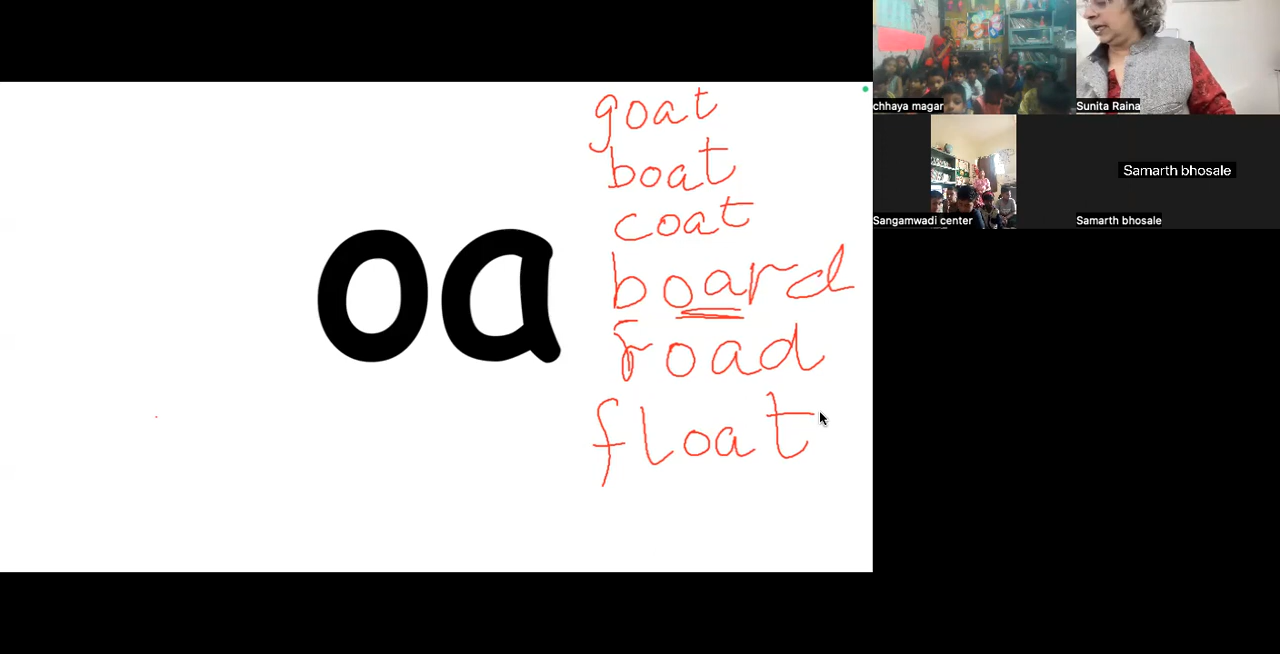 oa
goat
boat
coat
board
road
float
chhaya magar
Sunita Raina
Sangamwadi center
Samarth bhosale
Samarth bhosale